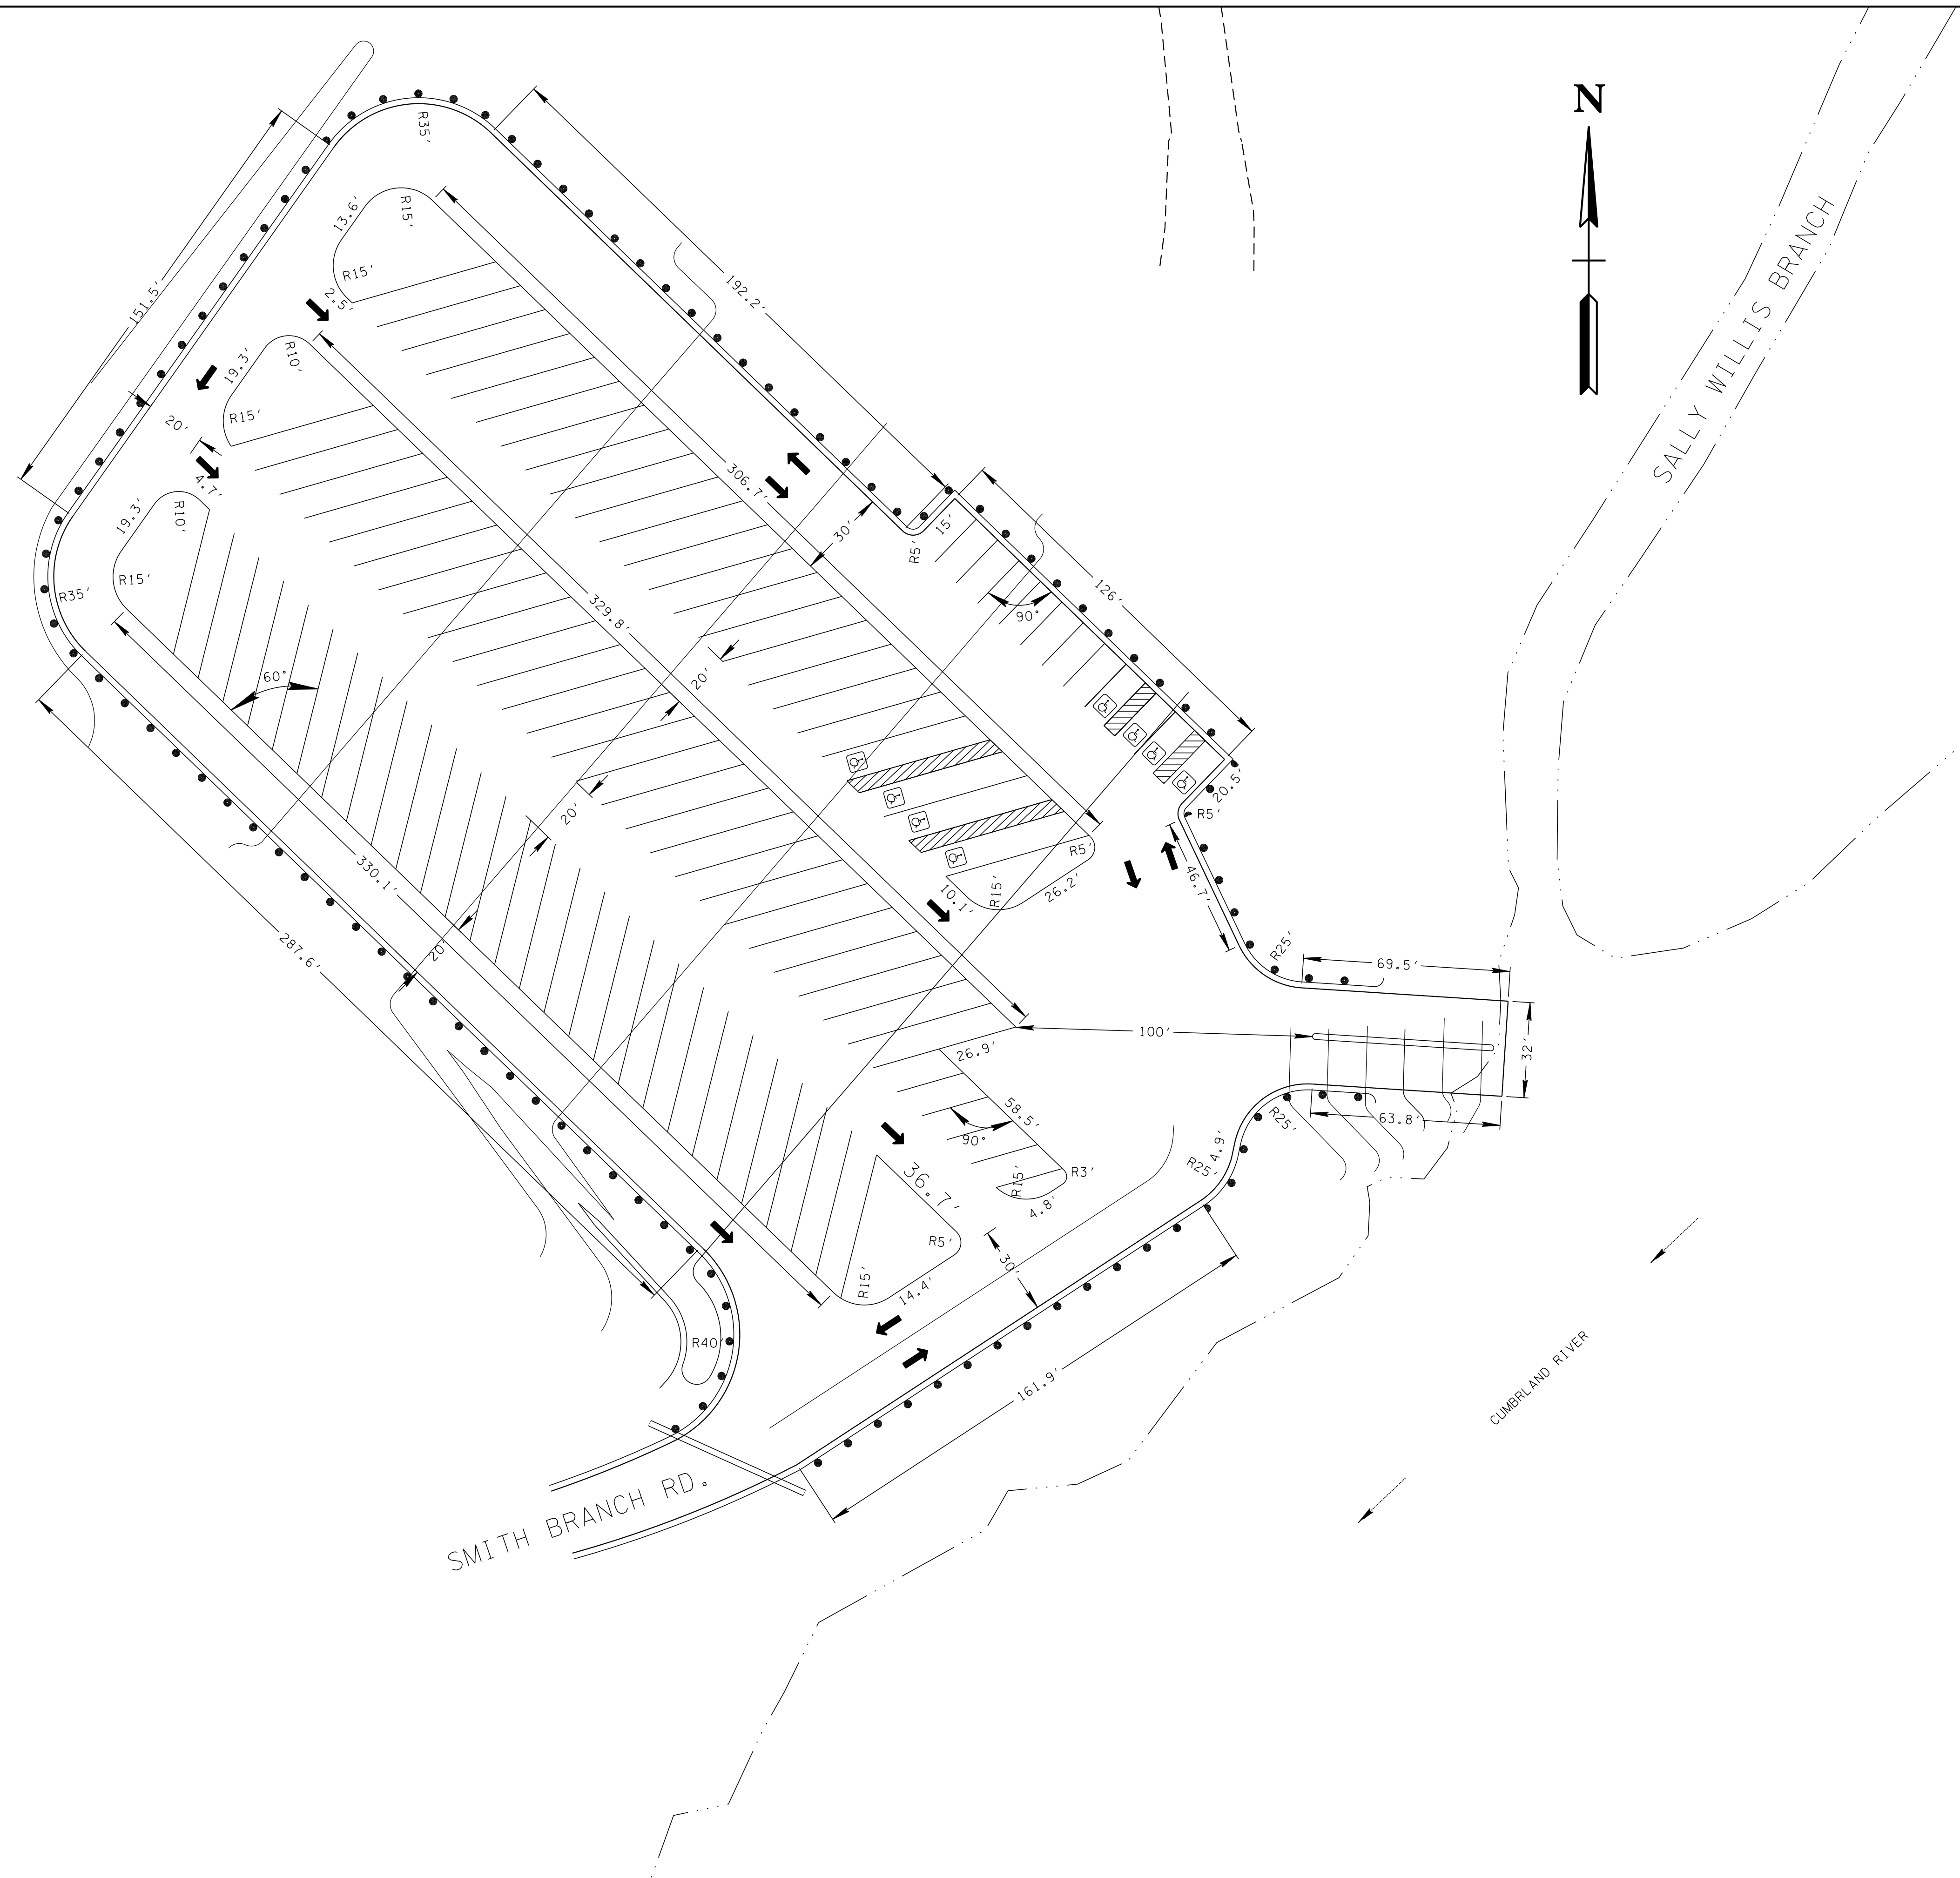 N
SALLY WILLIS BRANCH
R35'
13.6'
R15'
R15'
192.2'
151.5'
2.5'
19.3'
R10'
R15'
20'
4.7'
19.3'
R10'
R15'
R35'
306.7'
30'
R5'
15'
126'
90°
329.8'
20'
60°
20'
20.5'
R5'
46.7'
R5'
R15'
26.2'
10.1'
330.1'
20'
287.6'
R25'
69.5'
100'
32'
26.9'
58.5'
90°
63.8'
R25'
4.9'
R25'
R3'
R15'
4.8'
36.7'
R5'
R15'
14.4'
30'
R40'
161.9'
CUMBRLAND RIVER
SMITH BRANCH RD.